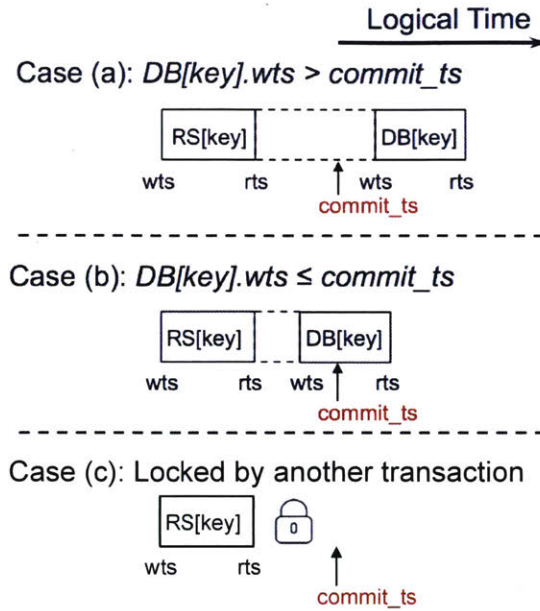 Logical Time
Case (a): DB[key].wts > commit_ts
RS[key] DB[key]
wts rts wts rts
commit_ts
Case (b): DB[key].wts ≤ commit_ts
RS[key] DB[key]
wts rts wts rts
commit_ts
Case (c): Locked by another transaction
RS[key] 0
wts rts
commit_ts